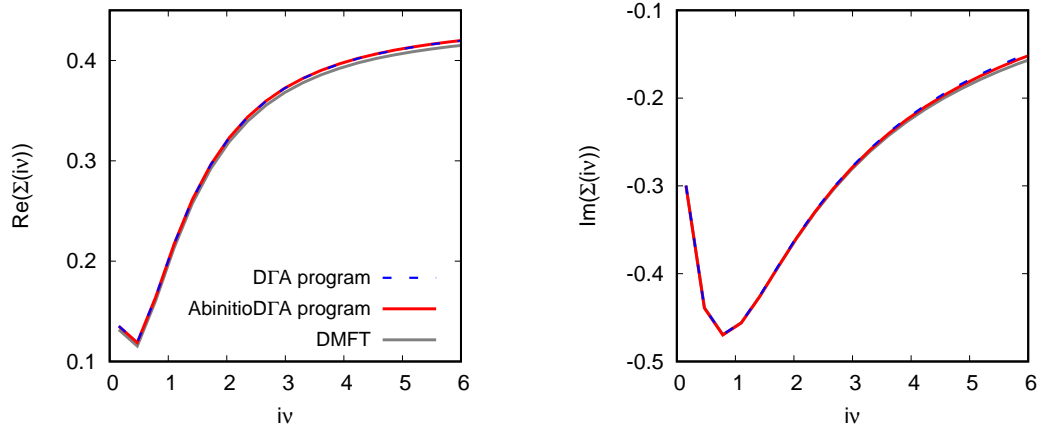 Re(Σ(iν))
0.4
0.3
0.2
0.1
DΓA program
AbinitioDΓA program
DMFT
0 1 2 3 4 5 6
iν
Im(Σ(iν))
-0.1
-0.2
-0.3
-0.4
-0.5
0 1 2 3 4 5 6
iν